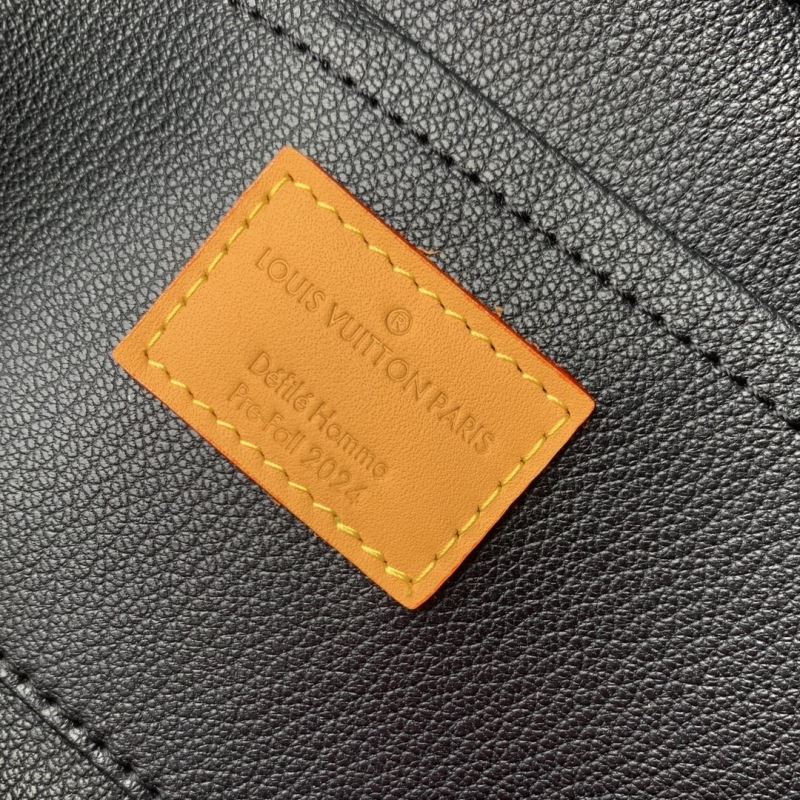 ®
LOUIS VUITTON PARIS
Défilé Homme
Pre-Fall 2024